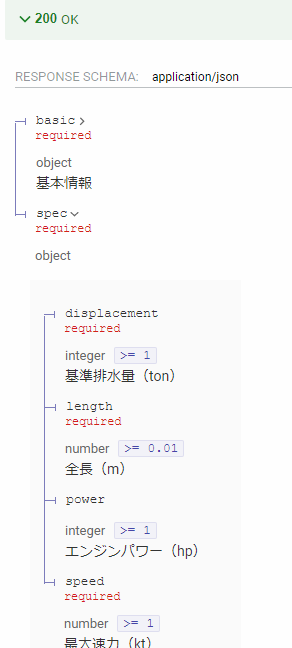 200 OK
RESPONSE SCHEMA: application/json
basic
required
object
基本情報
spec
required
object
displacement
required
integer >= 1
基準排水量（ton）
length
required
number >= 0.01
全長（m）
power
integer >= 1
エンジンパワー（hp）
speed
required
number >= 1
最大速力（kt）